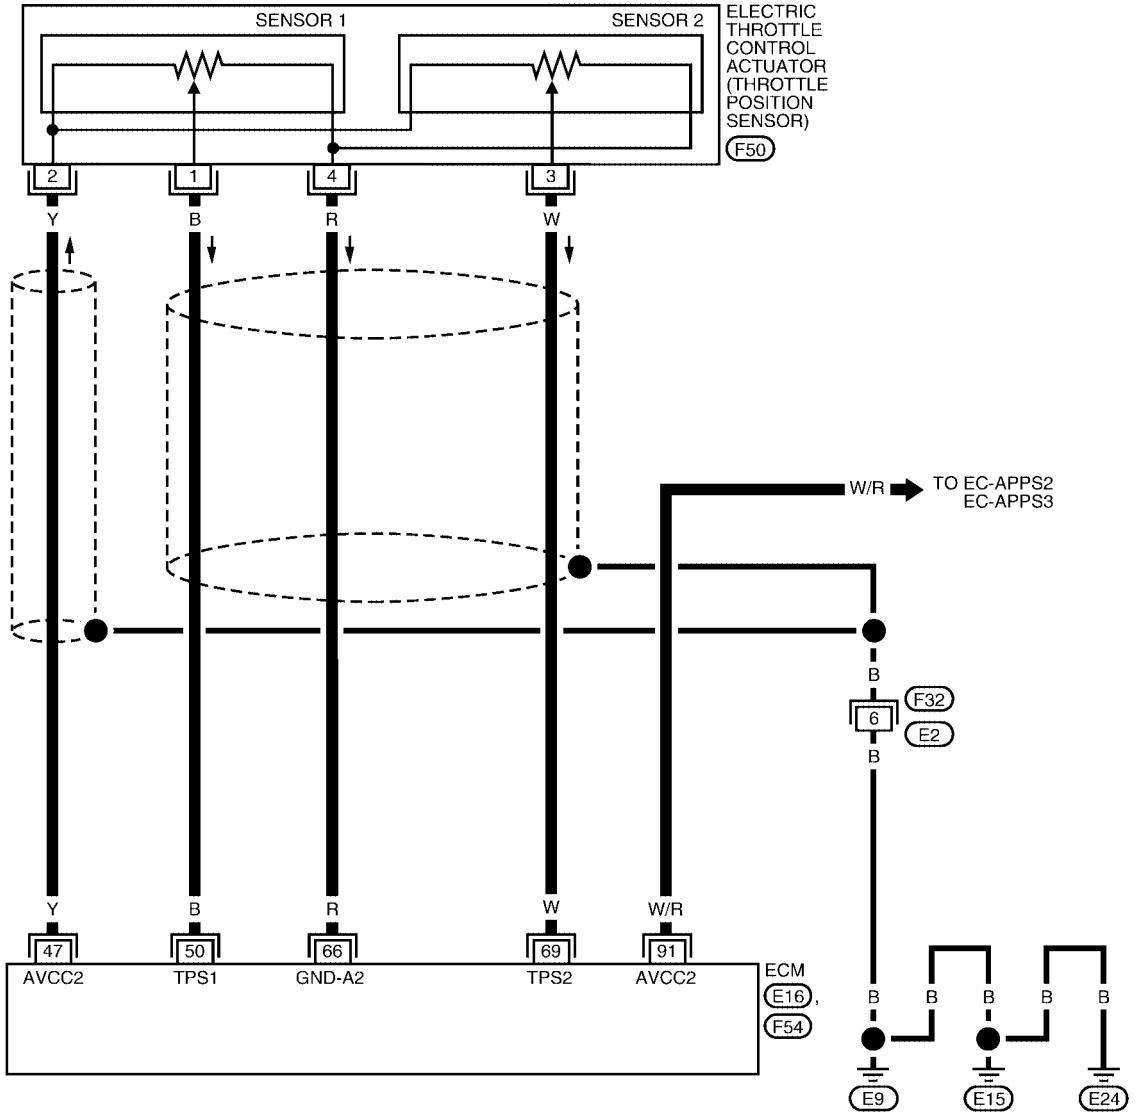 SENSOR 1
SENSOR 2
ELECTRIC
THROTTLE
CONTROL
ACTUATOR
(THROTTLE
POSITION
SENSOR)
F50
2
1
4
3
Y
B
R
W
W/R
TO EC-APPS2
EC-APPS3
B
6
F32
E2
B
Y
B
R
W
W/R
47
50
66
69
91
AVCC2
TPS1
GND-A2
TPS2
AVCC2
ECM
E16 ,
F54
B
B
B
B
B
E9
E15
E24